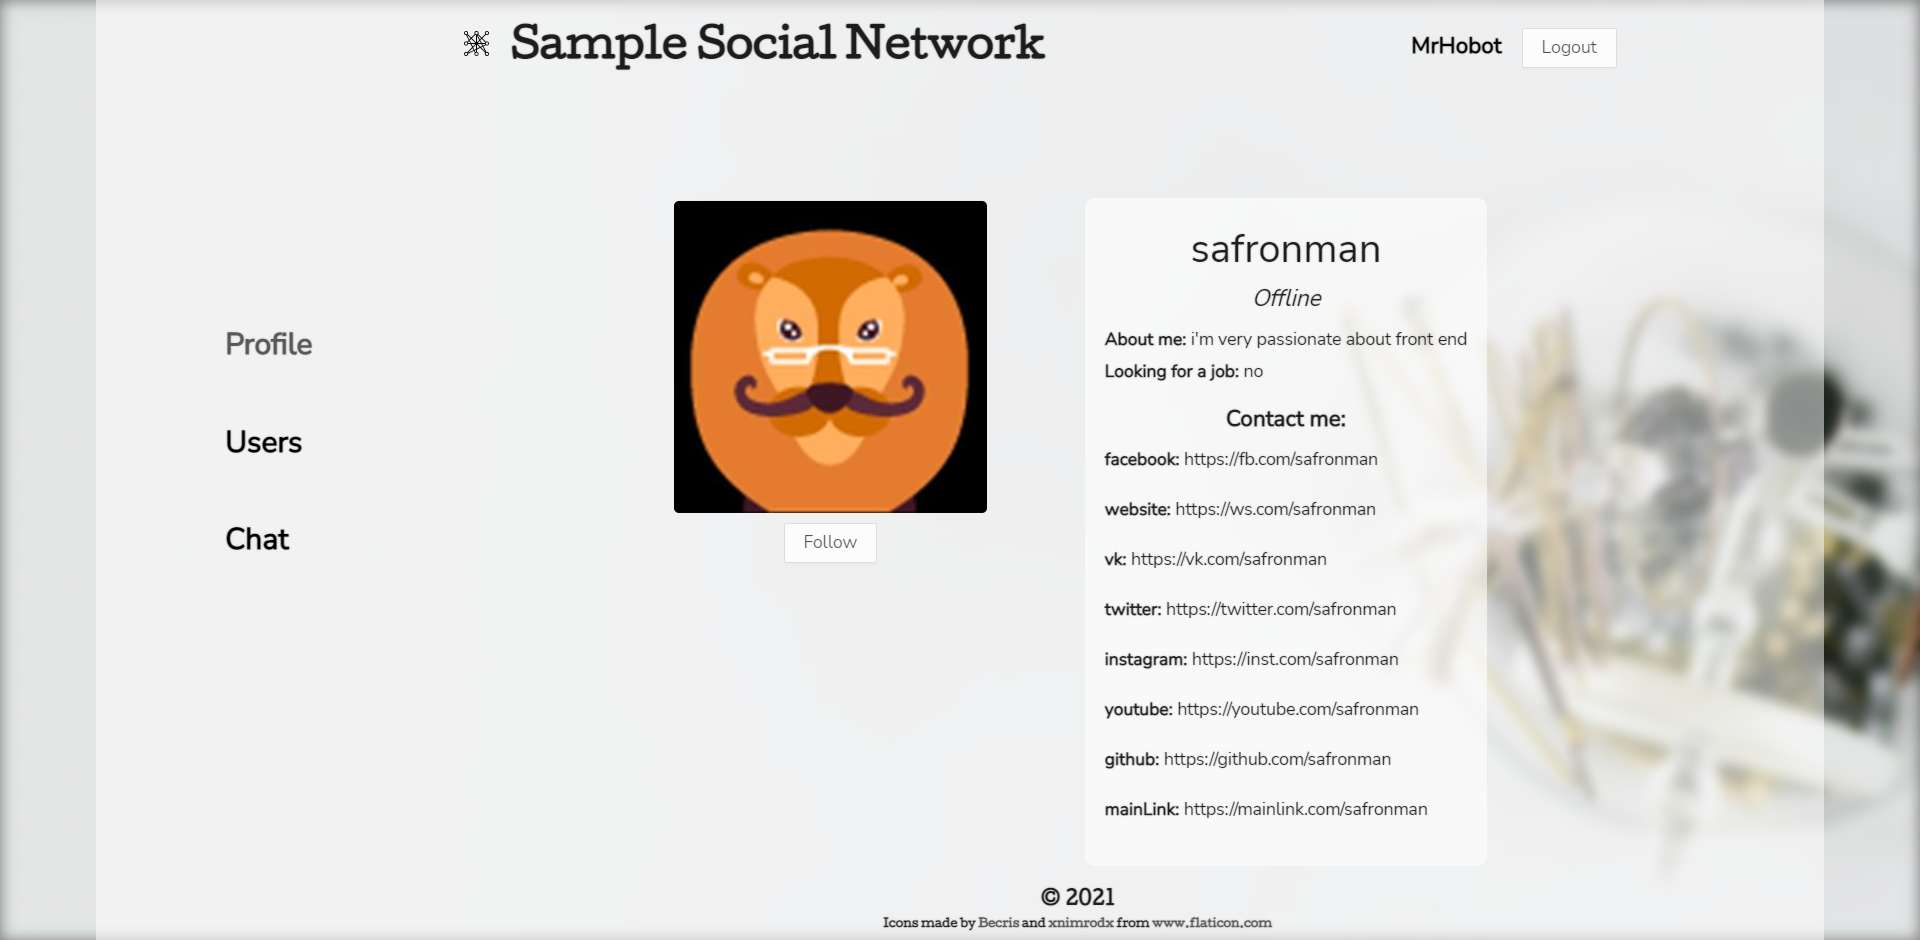 Sample Social Network
MrHobot
Logout
Profile
Users
Chat
Follow
safronman
Offline
About me: i'm very passionate about front end
Looking for a job: no
Contact me:
facebook: https://fb.com/safronman
website: https://ws.com/safronman
vk: https://vk.com/safronman
twitter: https://twitter.com/safronman
instagram: https://inst.com/safronman
youtube: https://youtube.com/safronman
github: https://github.com/safronman
mainLink: https://mainlink.com/safronman
© 2021
Icons made by Becris and xnimrodx from www.flaticon.com